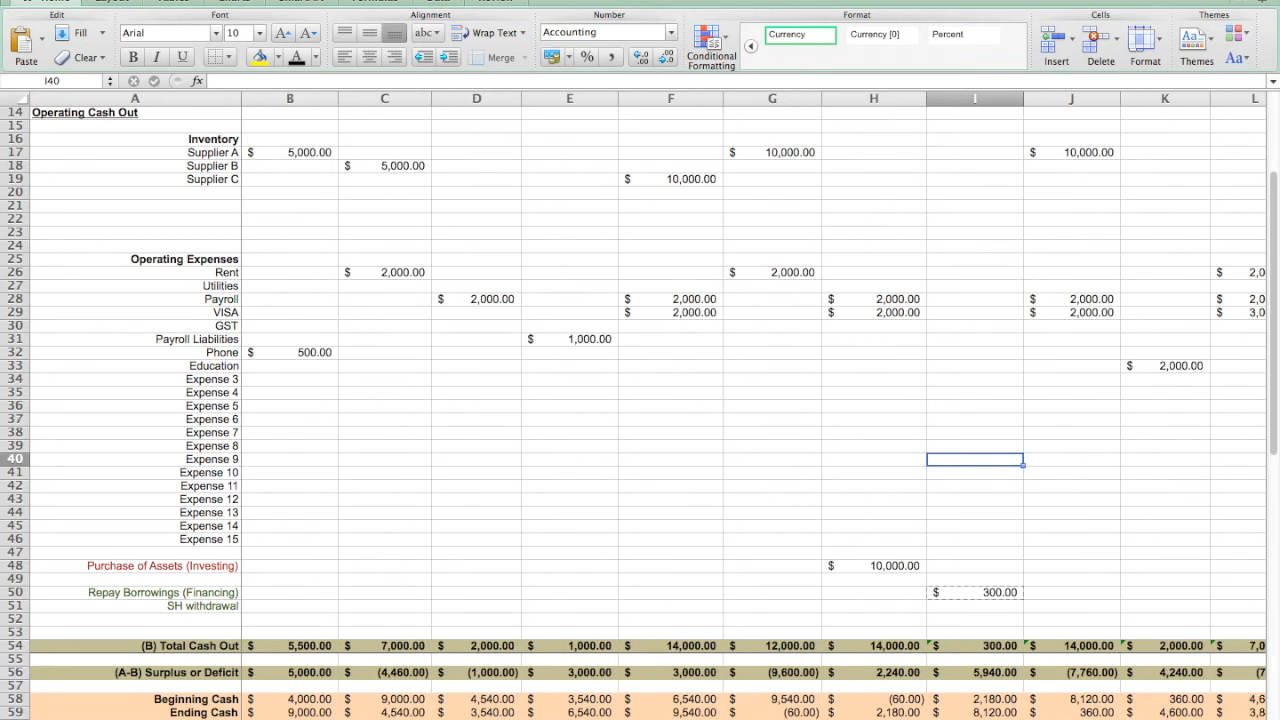 Home Layout Tables Charts SmartArt Formulas Data Review
Edit Font Alignment Number Format Cells Themes
Fill Arial 10 A A abc Wrap Text Accounting Currency Currency [0] Percent
Paste Clear B I U A Merge % , Conditional Formatting Insert Delete Format Themes Aa
I40 fx
A B C D E F G H I J K L
14 Operating Cash Out
15
16 Inventory
17 Supplier A $ 5,000.00 $ 10,000.00 $ 10,000.00
18 Supplier B $ 5,000.00
19 Supplier C $ 10,000.00
20
21
22
23
24
25 Operating Expenses
26 Rent $ 2,000.00 $ 2,000.00 $ 2,0
27 Utilities
28 Payroll $ 2,000.00 $ 2,000.00 $ 2,000.00 $ 2,000.00 $ 2,0
29 VISA $ 2,000.00 $ 2,000.00 $ 2,000.00 $ 3,0
30 GST
31 Payroll Liabilities $ 1,000.00
32 Phone $ 500.00
33 Education $ 2,000.00
34 Expense 3
35 Expense 4
36 Expense 5
37 Expense 6
38 Expense 7
39 Expense 8
40 Expense 9
41 Expense 10
42 Expense 11
43 Expense 12
44 Expense 13
45 Expense 14
46 Expense 15
47
48 Purchase of Assets (Investing) $ 10,000.00
49
50 Repay Borrowings (Financing) $ 300.00
51 SH withdrawal
52
53
54 (B) Total Cash Out $ 5,500.00 $ 7,000.00 $ 2,000.00 $ 1,000.00 $ 14,000.00 $ 12,000.00 $ 14,000.00 $ 300.00 $ 14,000.00 $ 2,000.00 $ 7,0
55
56 (A-B) Surplus or Deficit $ 5,000.00 $ (4,460.00) $ (1,000.00) $ 3,000.00 $ 3,000.00 $ (9,600.00) $ 2,240.00 $ 5,940.00 $ (7,760.00) $ 4,240.00 $ (7
57
58 Beginning Cash $ 4,000.00 $ 9,000.00 $ 4,540.00 $ 3,540.00 $ 6,540.00 $ 9,540.00 $ (60.00) $ 2,180.00 $ 8,120.00 $ 360.00 $ 4,6
59 Ending Cash $ 9,000.00 $ 4,540.00 $ 3,540.00 $ 6,540.00 $ 9,540.00 $ (60.00) $ 2,180.00 $ 8,120.00 $ 360.00 $ 4,600.00 $ 3,8